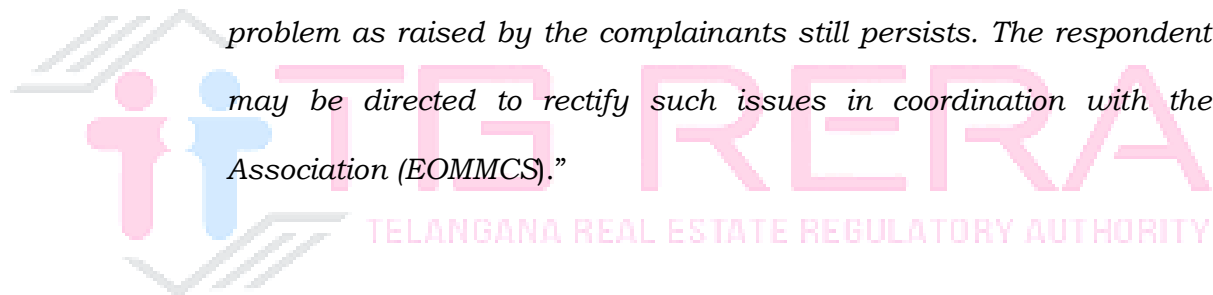 problem as raised by the complainants still persists. The respondent
TG RERA
may be directed to rectify such issues in coordination with the
Association (EOMMCS).”
TELANGANA REAL ESTATE REGULATORY AUTHORITY